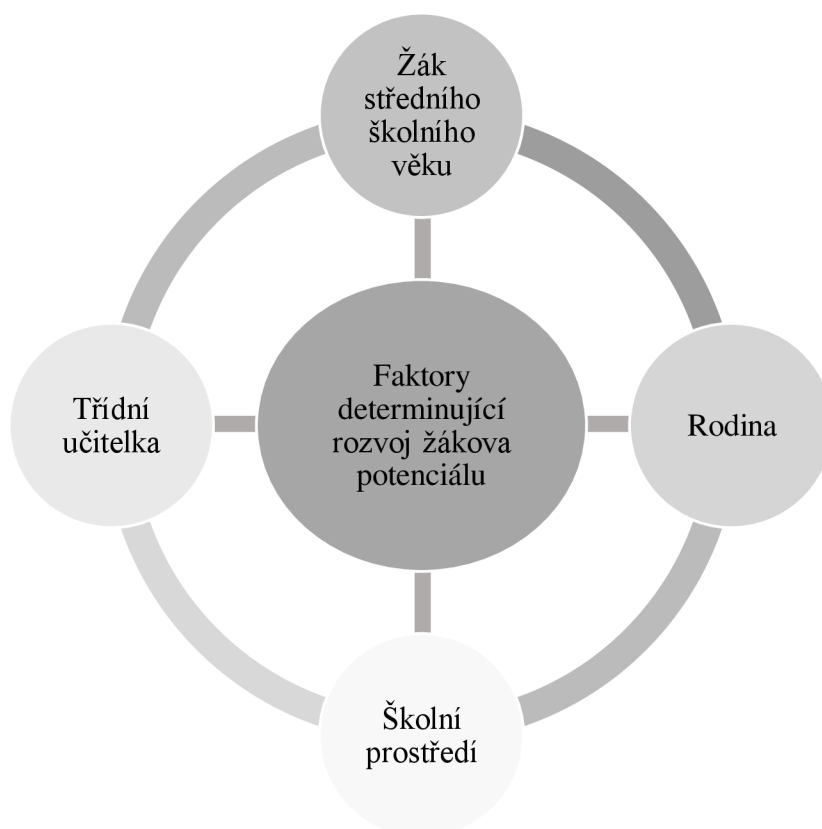 Žák
středního
školního
věku
Faktory
determinující
rozvoj žákova
potenciálu
Třídní
učitelka
Rodina
Školní
prostředí